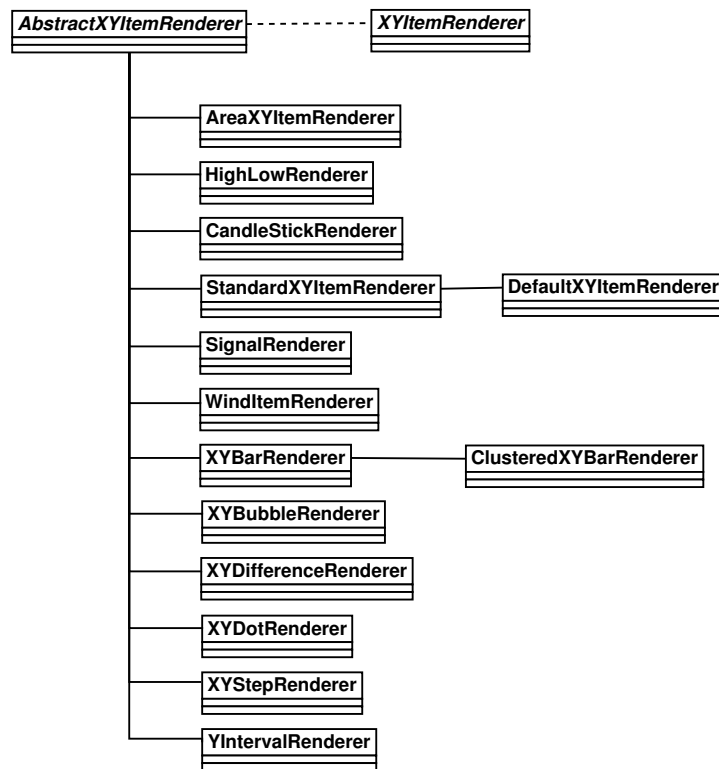 AbstractXYItemRenderer
XYItemRenderer
AreaXYItemRenderer
HighLowRenderer
CandleStickRenderer
StandardXYItemRenderer
DefaultXYItemRenderer
SignalRenderer
WindItemRenderer
XYBarRenderer
ClusteredXYBarRenderer
XYBubbleRenderer
XYDifferenceRenderer
XYDotRenderer
XYStepRenderer
YIntervalRenderer